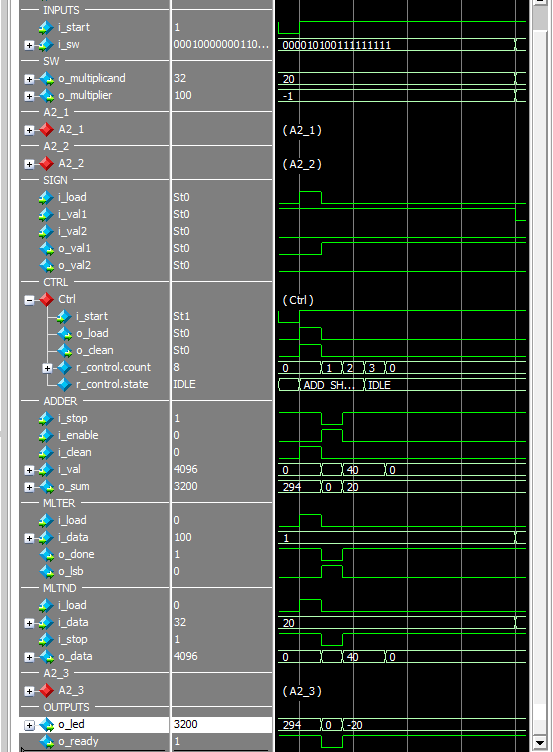 INPUTS
i_start 1
i_sw 00010000000110... 0000101001111111111
SW
o_multiplicand 32 20
o_multiplier 100 -1
A2_1
A2_1 (A2_1)
A2_2
A2_2 (A2_2)
SIGN
i_load St0
i_val1 St0
i_val2 St0
o_val1 St0
o_val2 St0
CTRL
Ctrl (Ctrl)
i_start St1
o_load St0
o_clean St0
r_control.count 8 0 1 2 3 0
r_control.state IDLE ADD SH... IDLE
ADDER
i_stop 1
i_enable 0
i_clean 0
i_val 4096 0 40 0
o_sum 3200 294 0 20
MLTER
i_load 0
i_data 100 1
o_done 1
o_lsb 0
MLTND
i_load 0
i_data 32 20
i_stop 1
o_data 4096 0 40 0
A2_3
A2_3 (A2_3)
OUTPUTS
o_led 3200 294 0 -20
o_ready 1